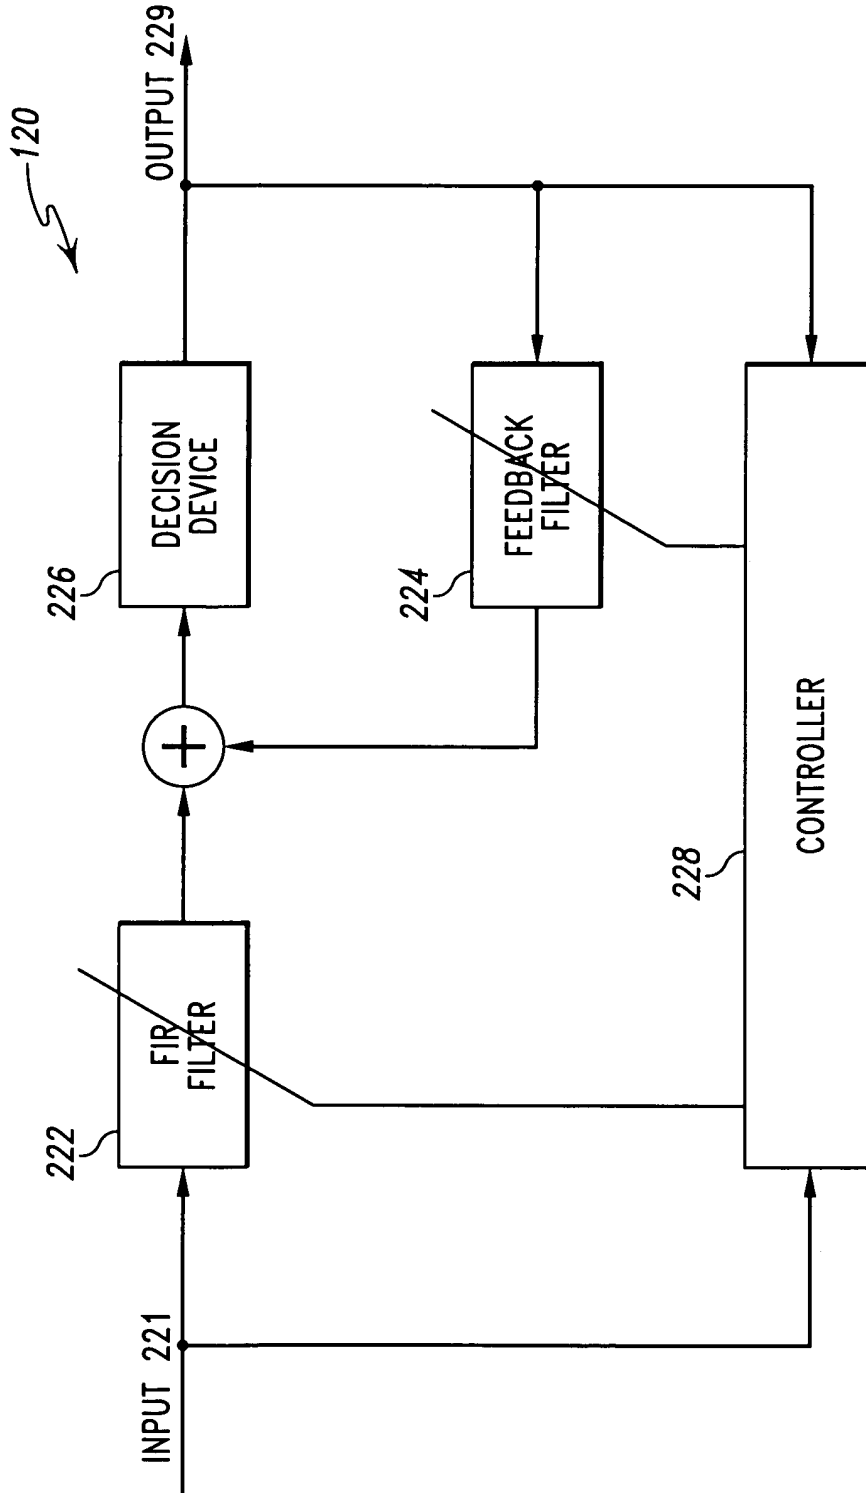 120
INPUT 221
222
FIR
FILTER
226
DECISION
DEVICE
OUTPUT 229
224
FEEDBACK
FILTER
228
CONTROLLER